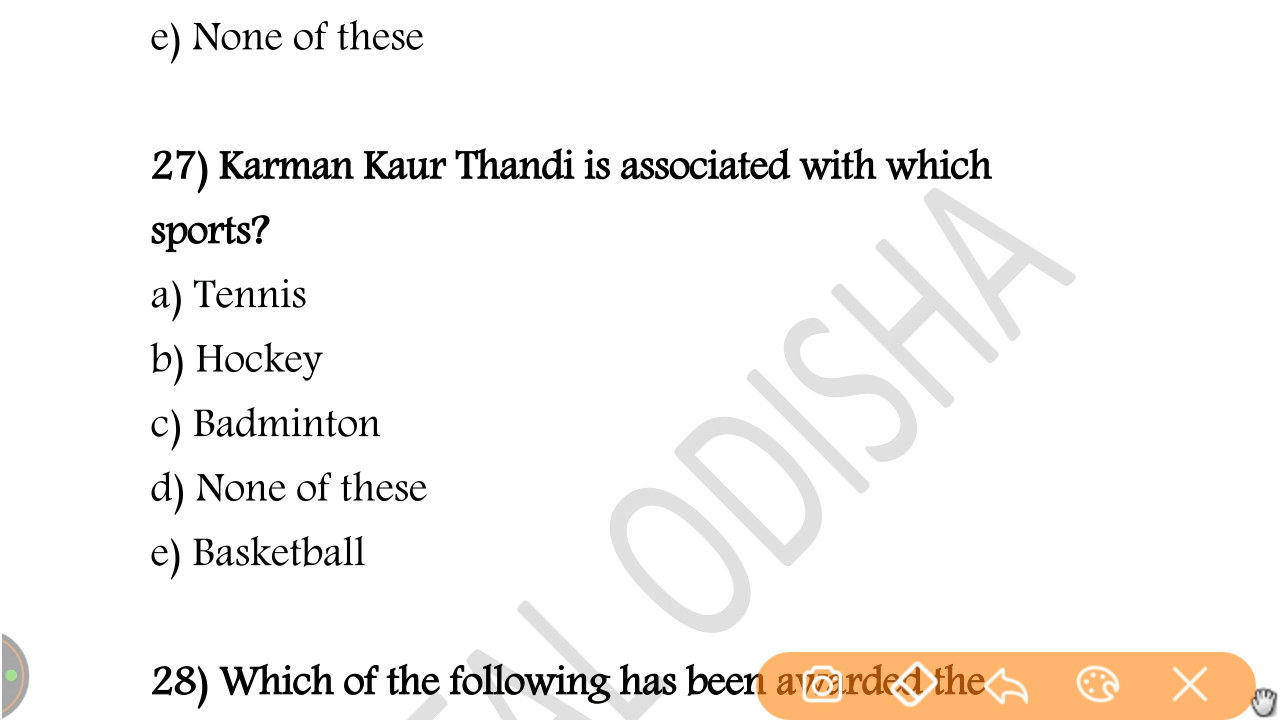 e) None of these
27) Karman Kaur Thandi is associated with which
sports?
a) Tennis
b) Hockey
c) Badminton
d) None of these
e) Basketball
28) Which of the following has been awarded the
AL ODISHA